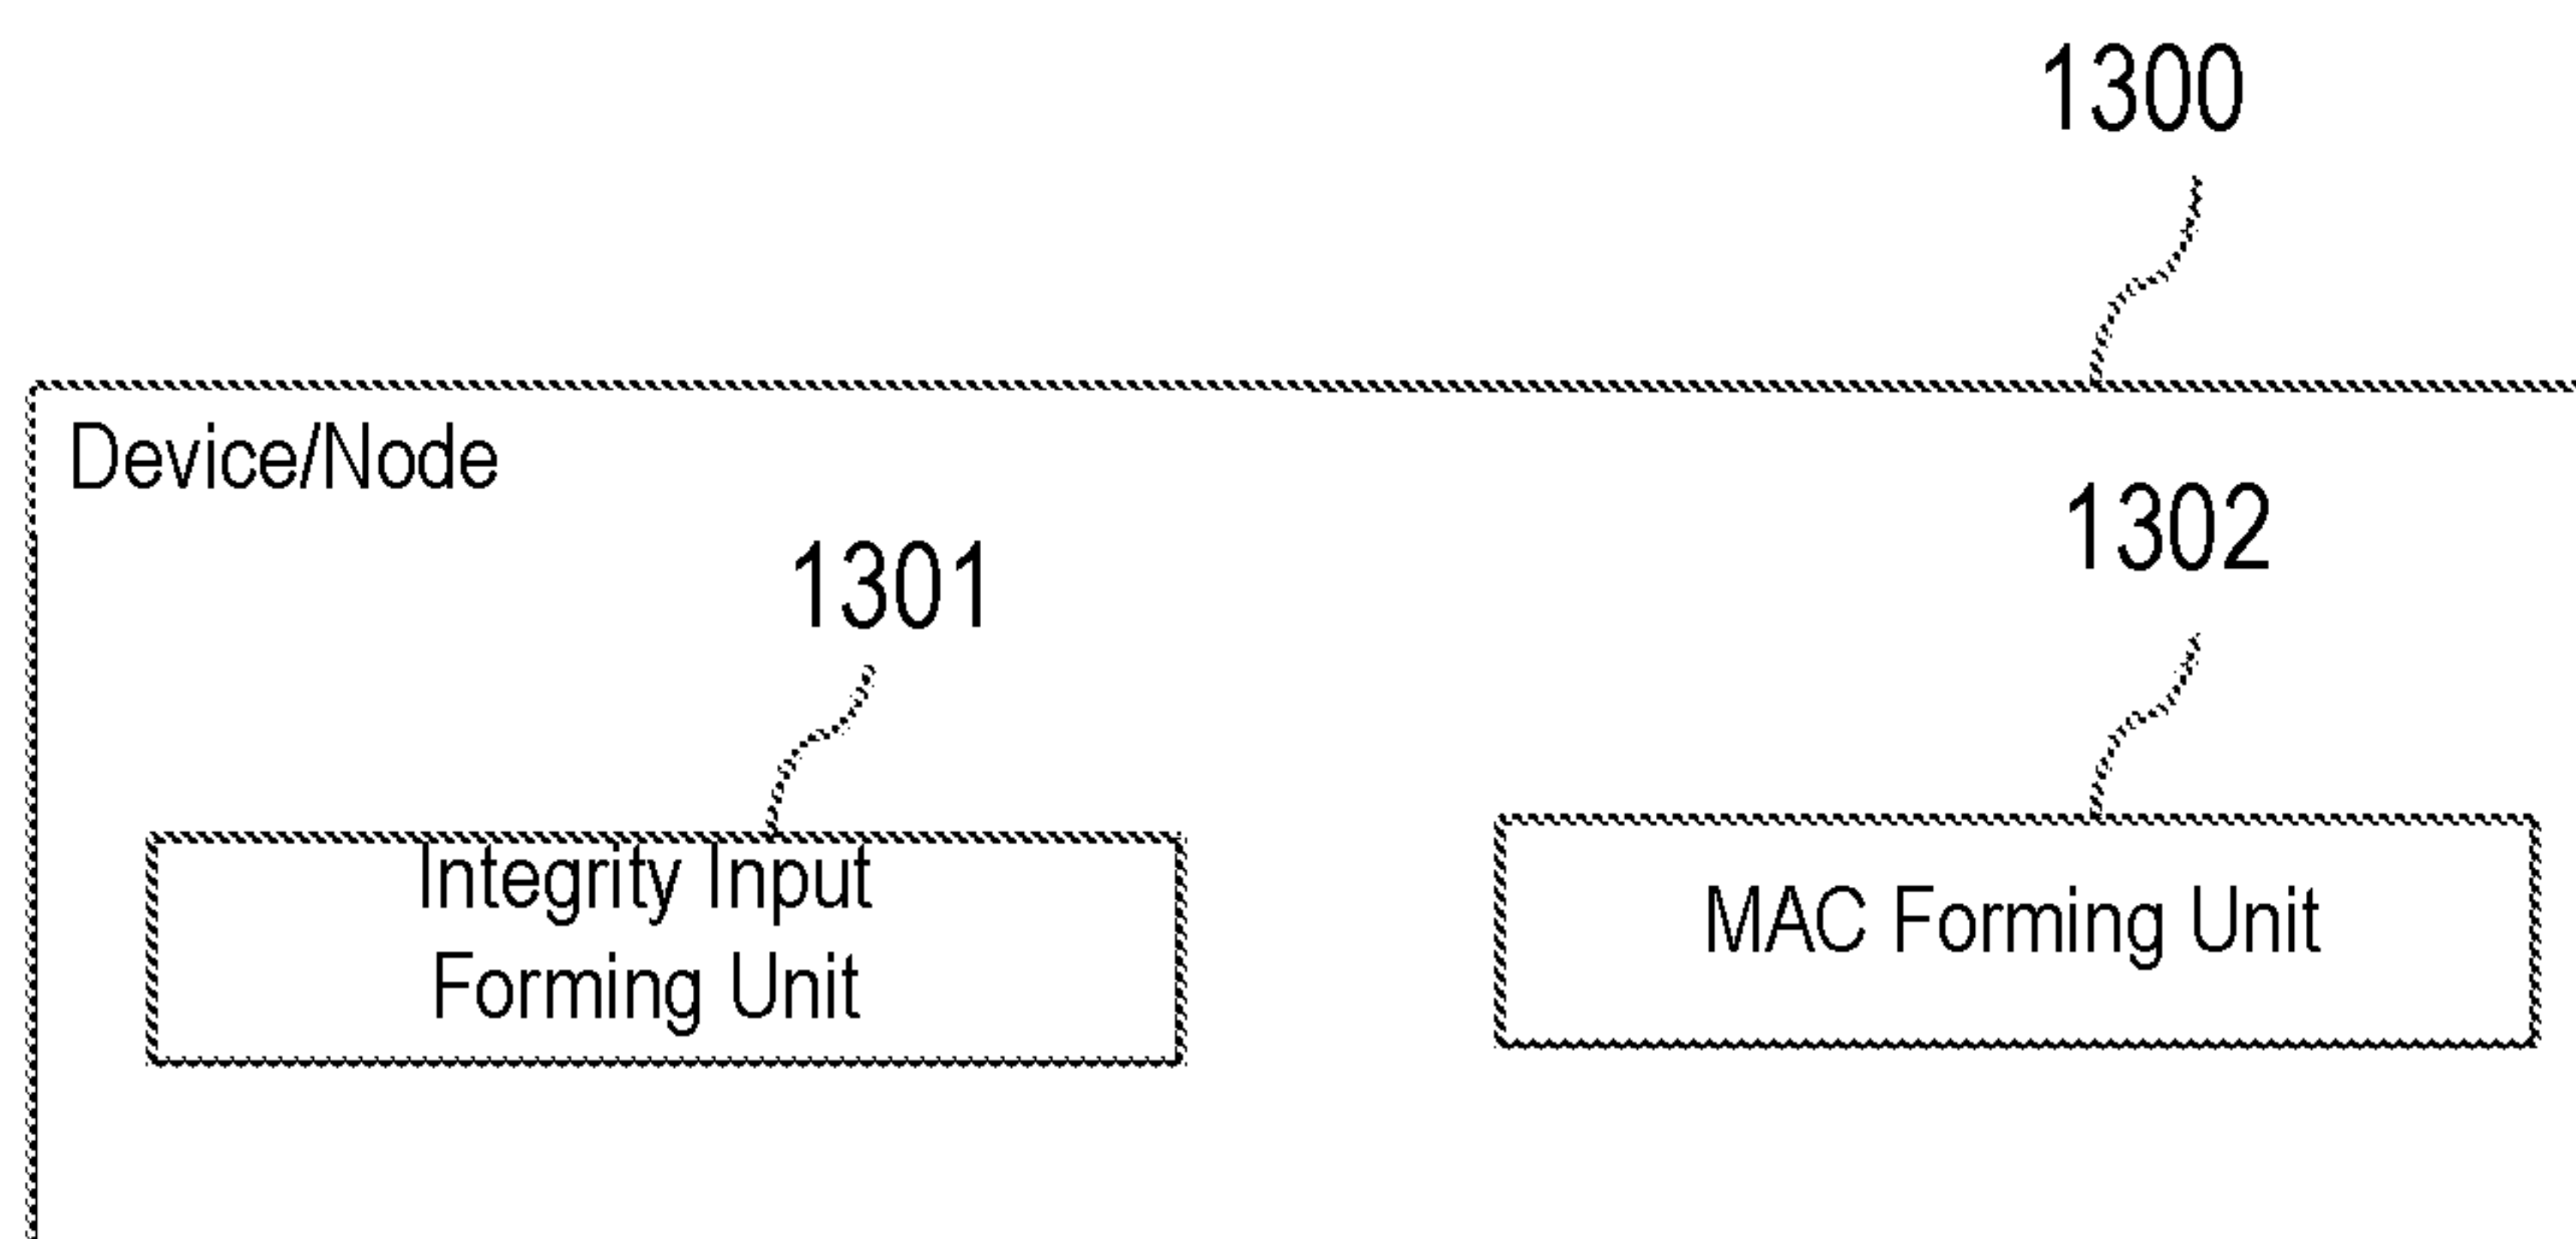 1300
Device/Node
1302
1301
Integrity Input
Forming Unit
MAC Forming Unit